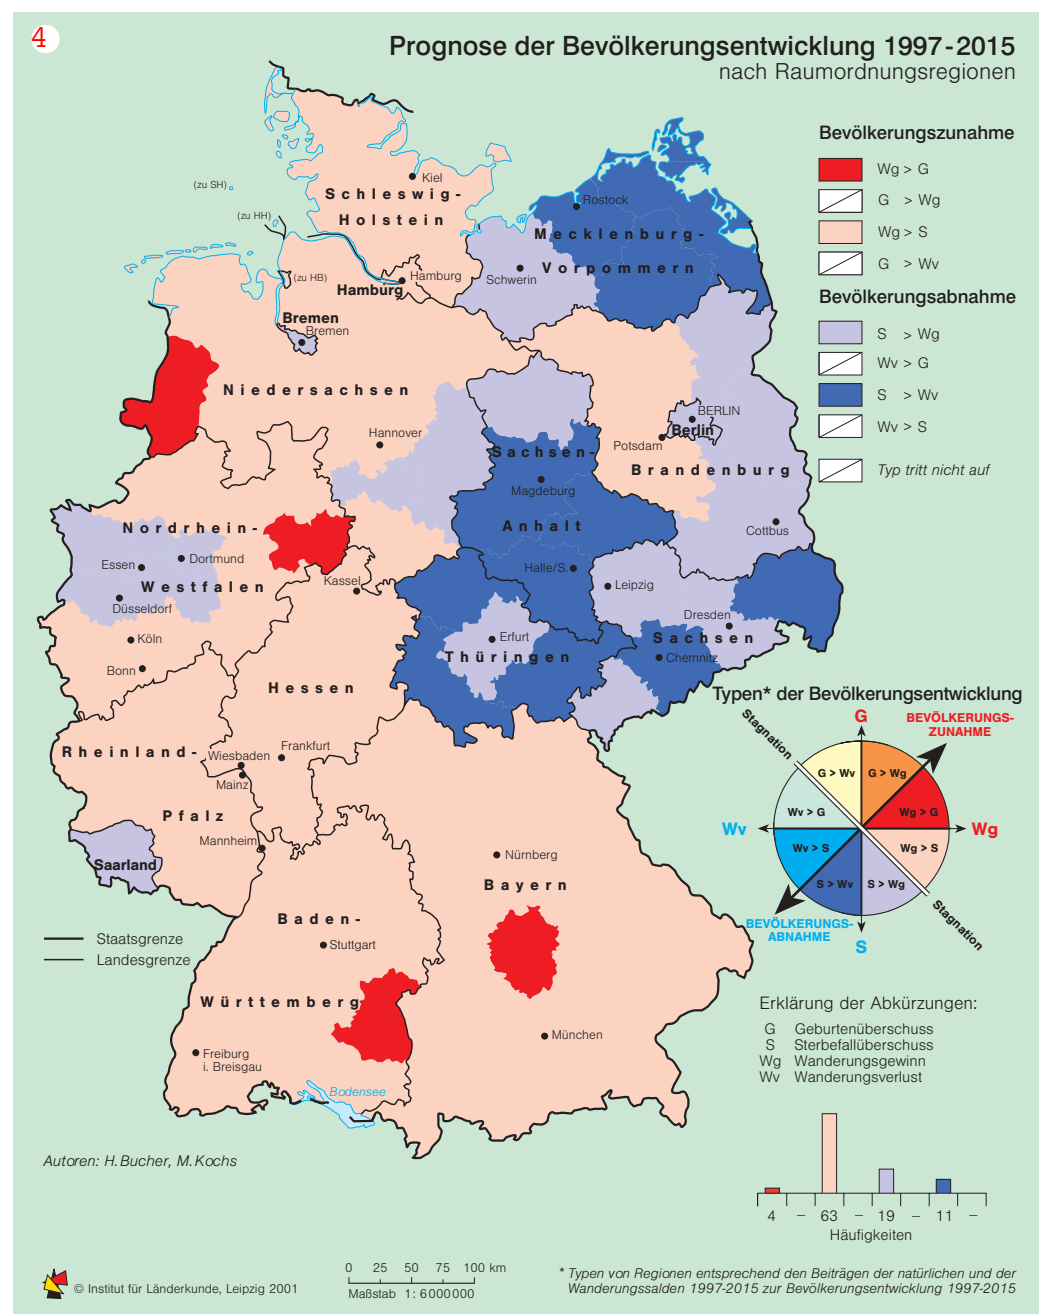 4
Prognose der Bevölkerungsentwicklung 1997-2015
nach Raumordnungsregionen
Bevölkerungszunahme
Wg > G
G > Wg
Wg > S
G > Wv
Bevölkerungsabnahme
S > Wg
Wv > G
S > Wv
Wv > S
Typ tritt nicht auf
(zu SH)
Kiel
Schleswig-
Holstein
(zu HH)
Rostock
Mecklenburg-
Vorpommern
Schwerin
(zu HB)
Hamburg
Hamburg
Bremen
Bremen
Niedersachsen
Hannover
BERLIN
Berlin
Potsdam
Brandenburg
Sachsen-
Magdeburg
Anhalt
Cottbus
Nordrhein-
Dortmund
Essen
Westfalen
Düsseldorf
Kassel
Halle/S.
Leipzig
Dresden
Sachsen
Chemnitz
Erfurt
Thüringen
Köln
Bonn
Hessen
Rheinland-
Wiesbaden
Frankfurt
Mainz
Pfalz
Mannheim
Saarland
Nürnberg
Bayern
Baden-
Stuttgart
Württemberg
München
Freiburg
i. Breisgau
Bodensee
Staatsgrenze
Landesgrenze
Typen* der Bevölkerungsentwicklung
Stagnation
G
BEVÖLKERUNGS-
ZUNAHME
G > Wv
G > Wg
Wv > G
Wg > G
Wv
Wg
Wv > S
Wg > S
S > Wv
S > Wg
BEVÖLKERUNGS-
ABNAHME
S
Stagnation
Erklärung der Abkürzungen:
G Geburtenüberschuss
S Sterbefallüberschuss
Wg Wanderungsgewinn
Wv Wanderungsverlust
4 – 63 – 19 – 11 –
Häufigkeiten
Autoren: H.Bucher, M.Kochs
© Institut für Länderkunde, Leipzig 2001
0 25 50 75 100 km
Maßstab 1: 6000000
* Typen von Regionen entsprechend den Beiträgen der natürlichen und der
Wanderungssalden 1997-2015 zur Bevölkerungsentwicklung 1997-2015